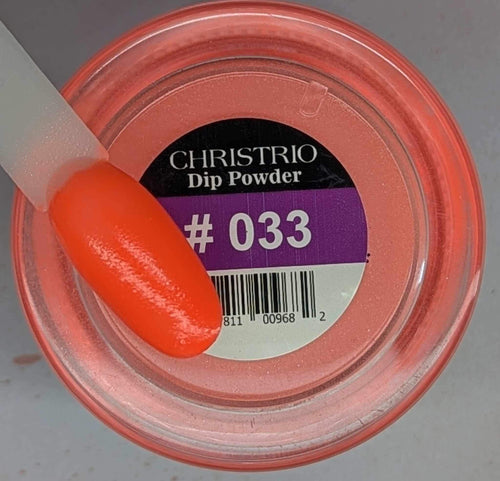 CHRISTRIO
Dip Powder
# 033
811 00968 2